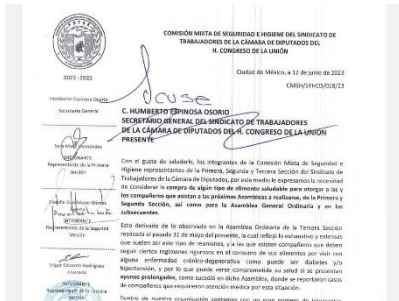 COMISIÓN MIXTA DE SEGURIDAD E HIGIENE DEL SINDICATO DE
TRABAJADORES DE LA CÁMARA DE DIPUTADOS DEL
H. CONGRESO DE LA UNIÓN
2022 - 2025
Ciudad de México, a 12 de junio de 2023
CMSH/STHCD/018/23
Humberto Espinosa Osorio
Secretario General
Acuse
C. HUMBERTO ESPINOSA OSORIO
SECRETARIO GENERAL DEL SINDICATO DE TRABAJADORES
DE LA CÁMARA DE DIPUTADOS DEL H. CONGRESO DE LA UNIÓN
PRESENTE
Representante de la Primera
Sección
Con el gusto de saludarle, los integrantes de la Comisión Mixta de Seguridad e
Higiene representantes de la Primera, Segunda y Tercera Sección del Sindicato de
Trabajadores de la Cámara de Diputados, por este medio le expresamos la necesidad
de considerar la compra de algún tipo de alimento saludable para otorgar a las y
los compañeros que asistan a las próximas Asambleas a realizarse, de la Primera y
Segunda Sección, así como para la Asamblea General Ordinaria y en las
subsecuentes.
Representante de la Segunda
Sección
Esto derivado de lo observado en la Asamblea Ordinaria de la Tercera Sección
realizada el pasado 31 de mayo del presente, la cual reflejó lo exhaustivo y extensas
que suelen ser este tipo de reuniones, y a las que asisten compañeros que deben
seguir ciertos regímenes rigurosos en el consumo de sus alimentos por vivir con
alguna enfermedad crónico-degenerativa como puede ser diabetes y/o
hipertensión, y por lo que puede verse comprometida su salud si se presentan
ayunos prolongados, como sucedió en dicha Asamblea, donde se reportaron casos
de compañeros que requirieron atención médica por esta situación.
Edgar Eduardo Rodríguez
Alvarado